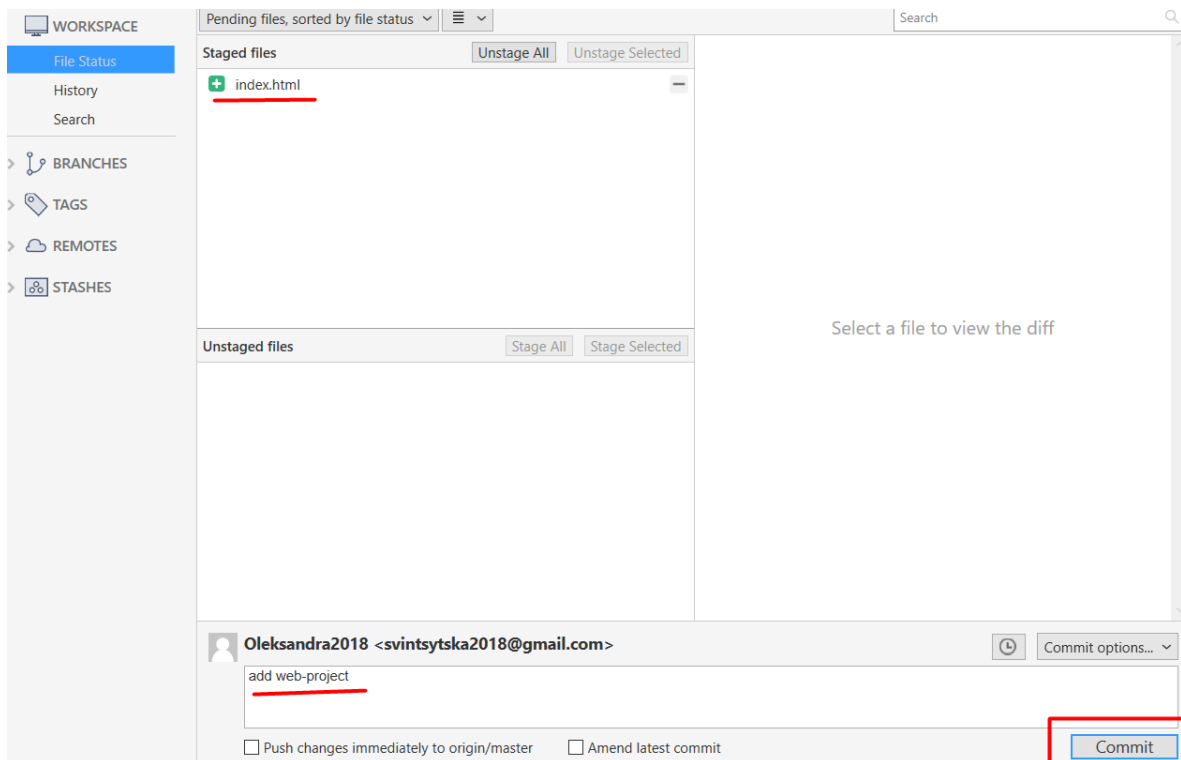 WORKSPACE
File Status
History
Search
BRANCHES
TAGS
REMOTES
STASHES
Pending files, sorted by file status
Search
Staged files
Unstage All
Unstage Selected
index.html
Unstaged files
Stage All
Stage Selected
Select a file to view the diff
Oleksandra2018 <svintsytska2018@gmail.com>
Commit options...
add web-project
Push changes immediately to origin/master
Amend latest commit
Commit